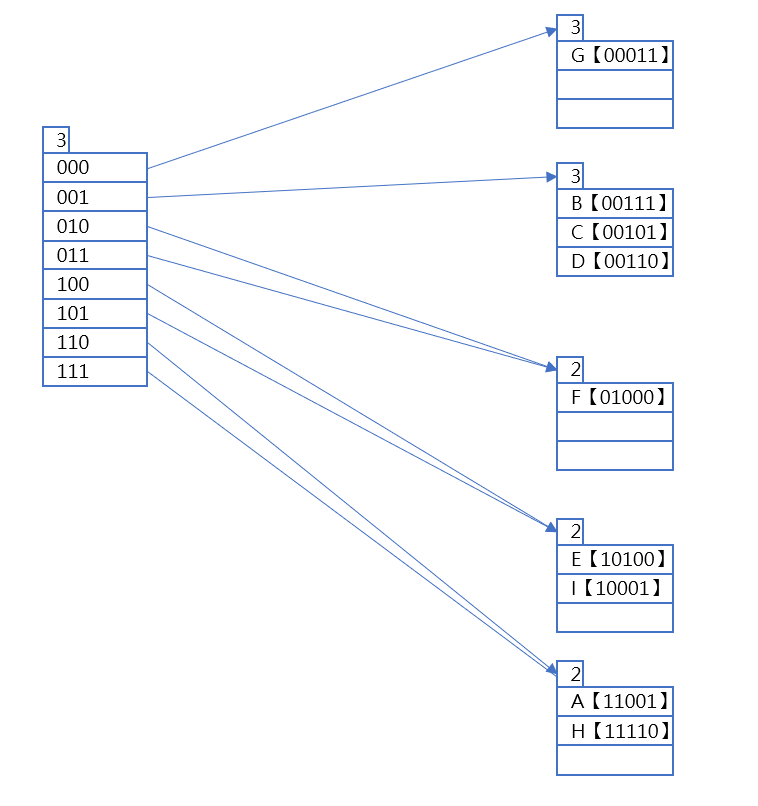 3
000
001
010
011
100
101
110
111
3
G【00011】
3
B【00111】
C【00101】
D【00110】
2
F【01000】
2
E【10100】
I【10001】
2
A【11001】
H【11110】